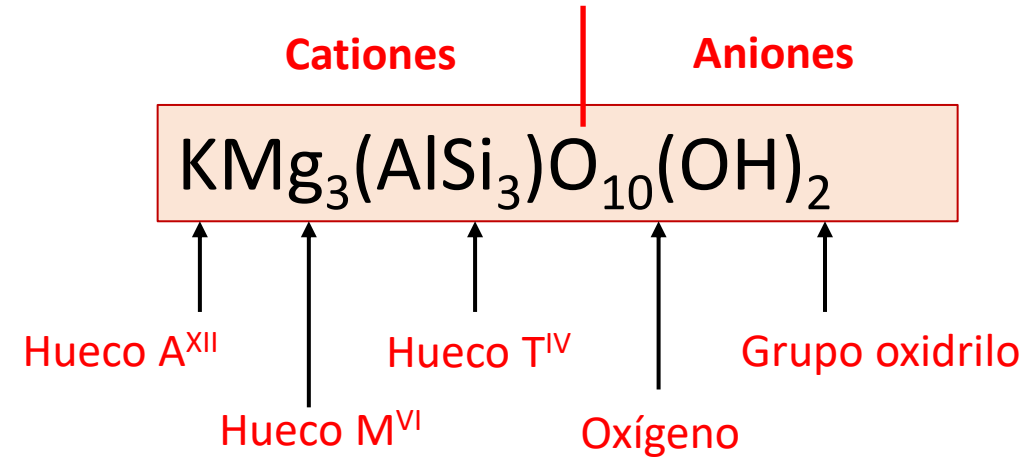 Cationes
Aniones
KMg₃(AlSi₃)O₁₀(OH)₂
Hueco Aˣᴵᴵ
Hueco Tᴵⱽ
Grupo oxidrilo
Hueco Mⱽᴵ
Oxígeno